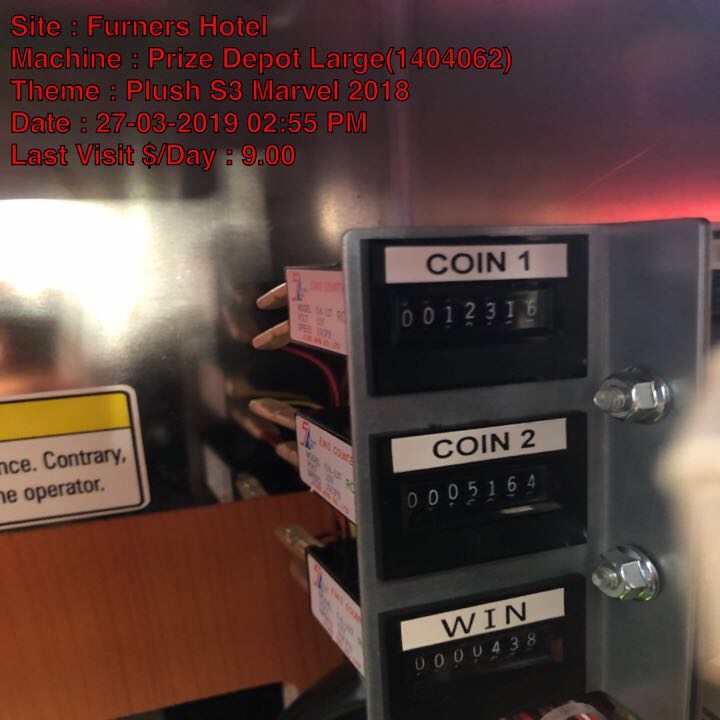 Site : Furners Hotel
Machine : Prize Depot Large(1404062)
Theme : Plush S3 Marvel 2018
Date : 27-03-2019 02:55 PM
Last Visit $/Day : 9.00
COIN 1
0012316
COIN 2
0005164
WIN
0000438
nce. Contrary,
ne operator.